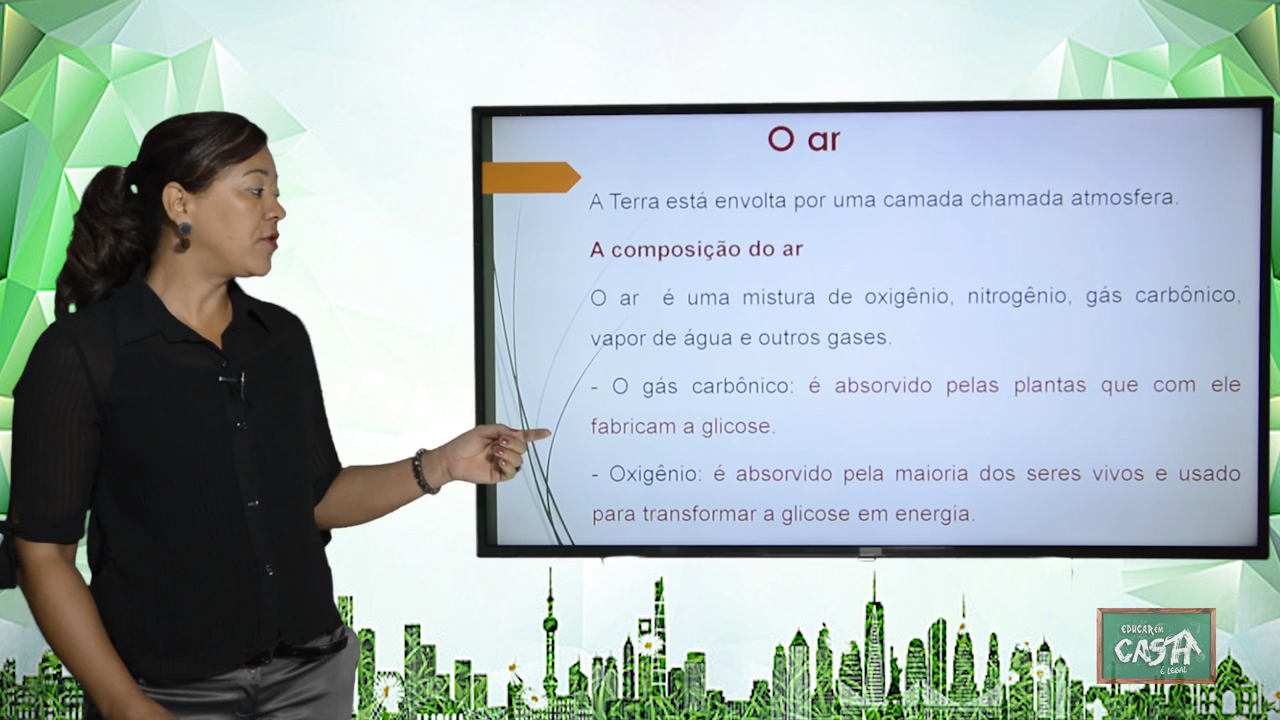 O ar
A Terra está envolta por uma camada chamada atmosfera.
A composição do ar
O ar é uma mistura de oxigênio, nitrogênio, gás carbônico,
vapor de água e outros gases.
- O gás carbônico: é absorvido pelas plantas que com ele
fabricam a glicose.
- Oxigênio: é absorvido pela maioria dos seres vivos e usado
para transformar a glicose em energia.
EDUCAR EM
CASA
É LEGAL